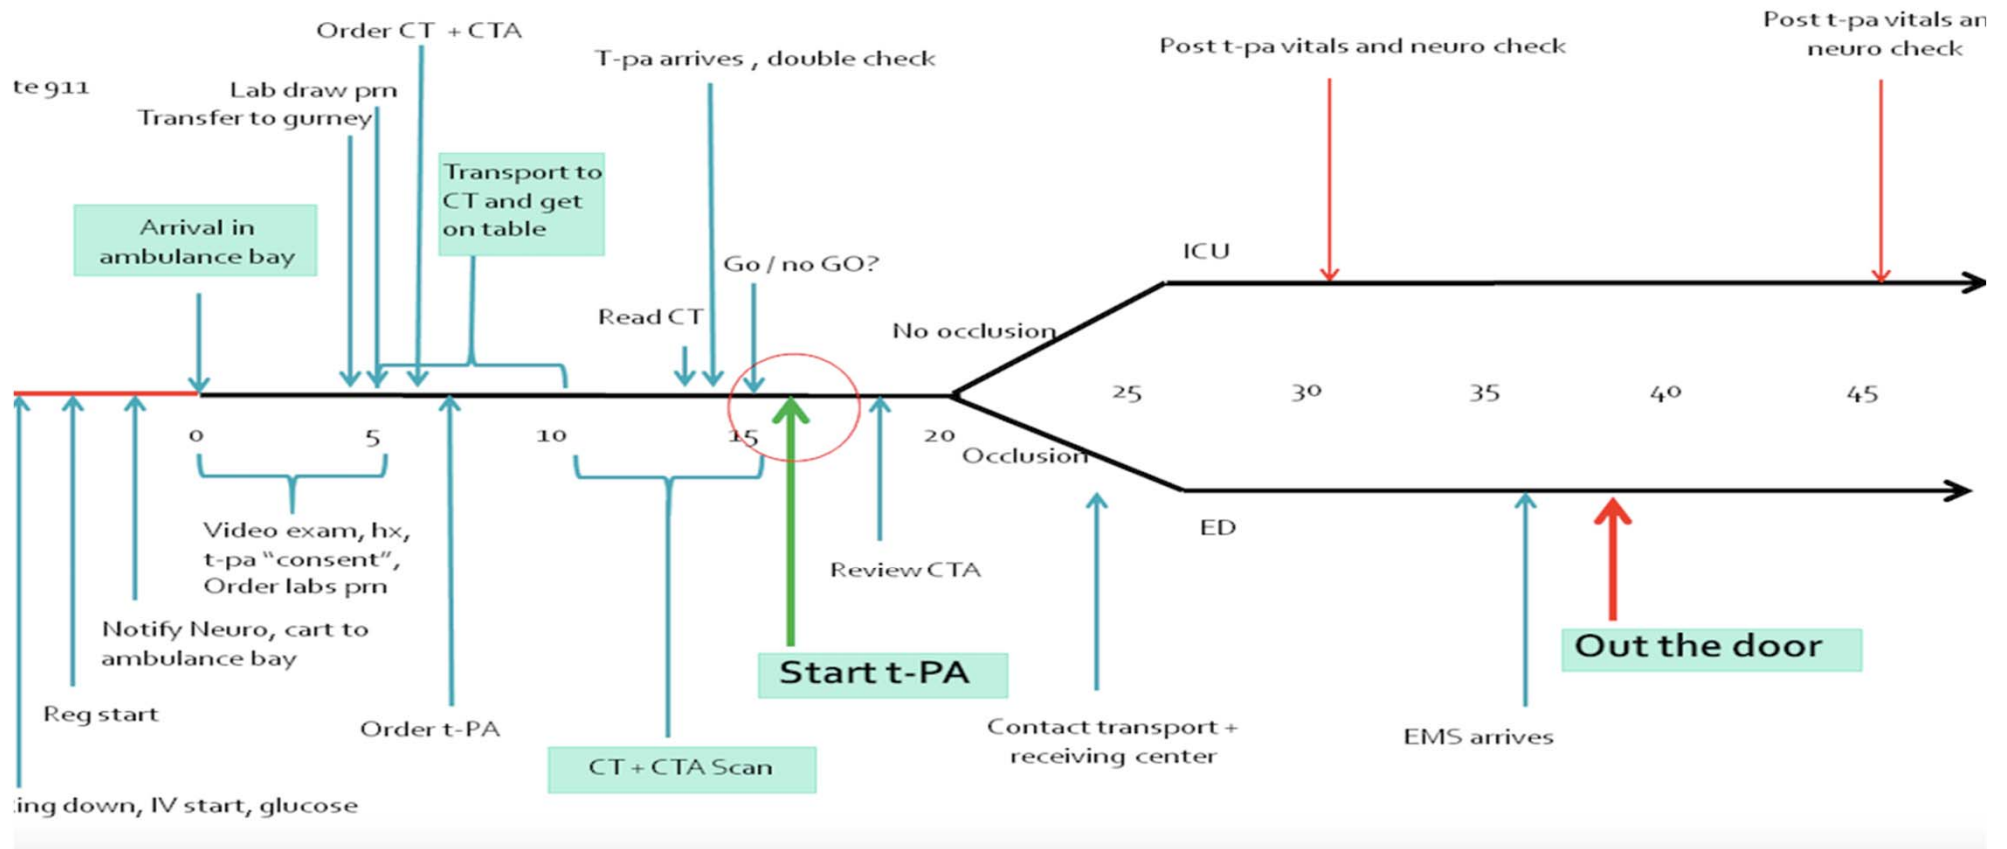 Order CT + CTA
Post t-pa vitals an
neuro check
Post t-pa vitals and neuro check
T-pa arrives , double check
te 911
Lab draw prn
Transfer to gurney
Transport to
CT and get
on table
Arrival in
ambulance bay
Go / no GO?
ICU
Read CT
No occlusion
0
5
10
15
20
25
30
35
40
45
Occlusion
ED
Video exam, hx,
t-pa “consent”,
Order labs prn
Review CTA
Notify Neuro, cart to
ambulance bay
Start t-PA
Out the door
Reg start
Order t-PA
Contact transport +
receiving center
EMS arrives
CT + CTA Scan
ing down, IV start, glucose